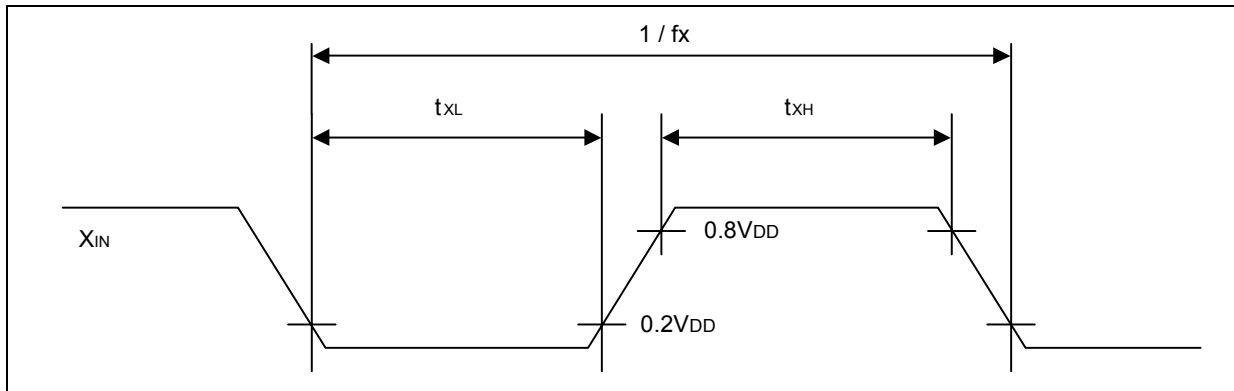 1 / fx
tXL
tXH
XIN
0.8VDD
0.2VDD